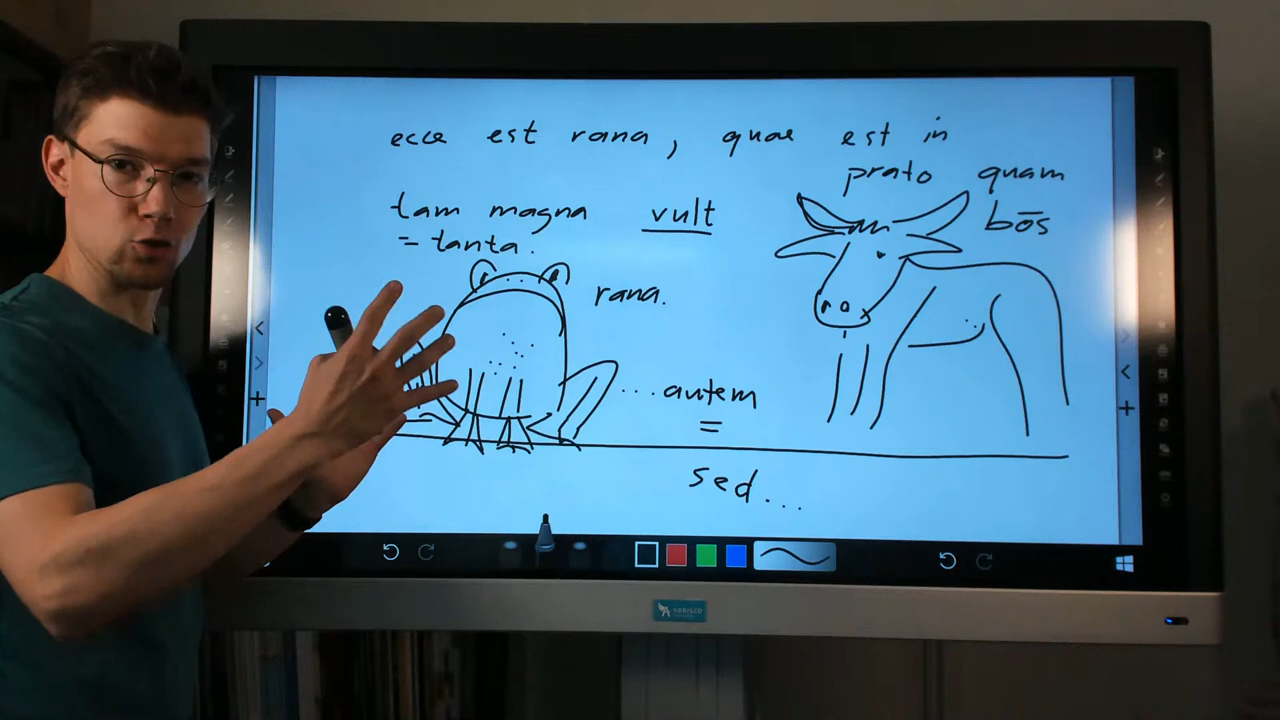 ecce est rana, quae est in
prato quam
tam magna vult bōs
= tanta.
rana.
... autem
=
sed...